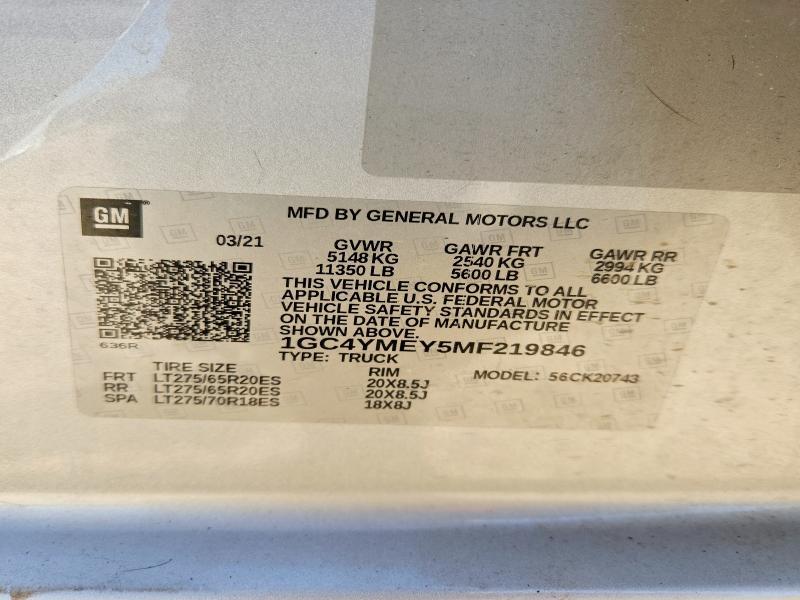 GM
MFD BY GENERAL MOTORS LLC
03/21
GVWR GAWR FRT GAWR RR
5148 KG 2540 KG 2994 KG
11350 LB 5600 LB 6600 LB
THIS VEHICLE CONFORMS TO ALL
APPLICABLE U.S. FEDERAL MOTOR
VEHICLE SAFETY STANDARDS IN EFFECT
ON THE DATE OF MANUFACTURE
SHOWN ABOVE.
636R
1GC4YMEY5MF219846
TYPE: TRUCK
TIRE SIZE RIM MODEL: 56CK20743
FRT LT275/65R20ES 20X8.5J
RR LT275/65R20ES 20X8.5J
SPA LT275/70R18ES 18X8J